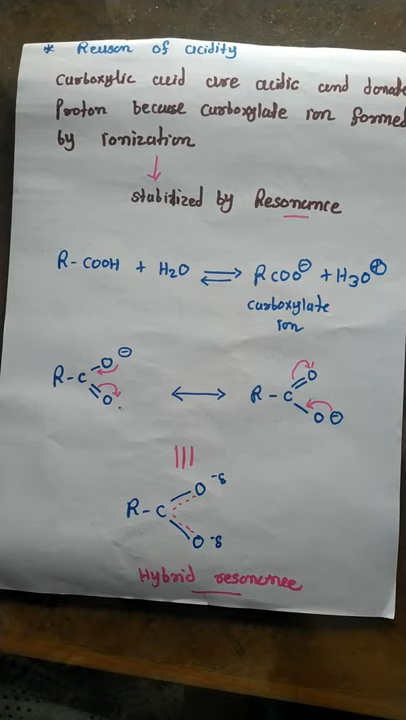 * Reason of acidity
Carboxylic acid are acidic and donate
Proton because carboxylate ion formed
by ionization
↓
stabilized by Resonance
R-COOH + H2O ⇌ RCOO⊖ + H3O⊕
carboxylate
ion
R-C O ⊖ O ↔ R-C O O⊖
|||
R-C O -δ O -δ
Hybrid resonance